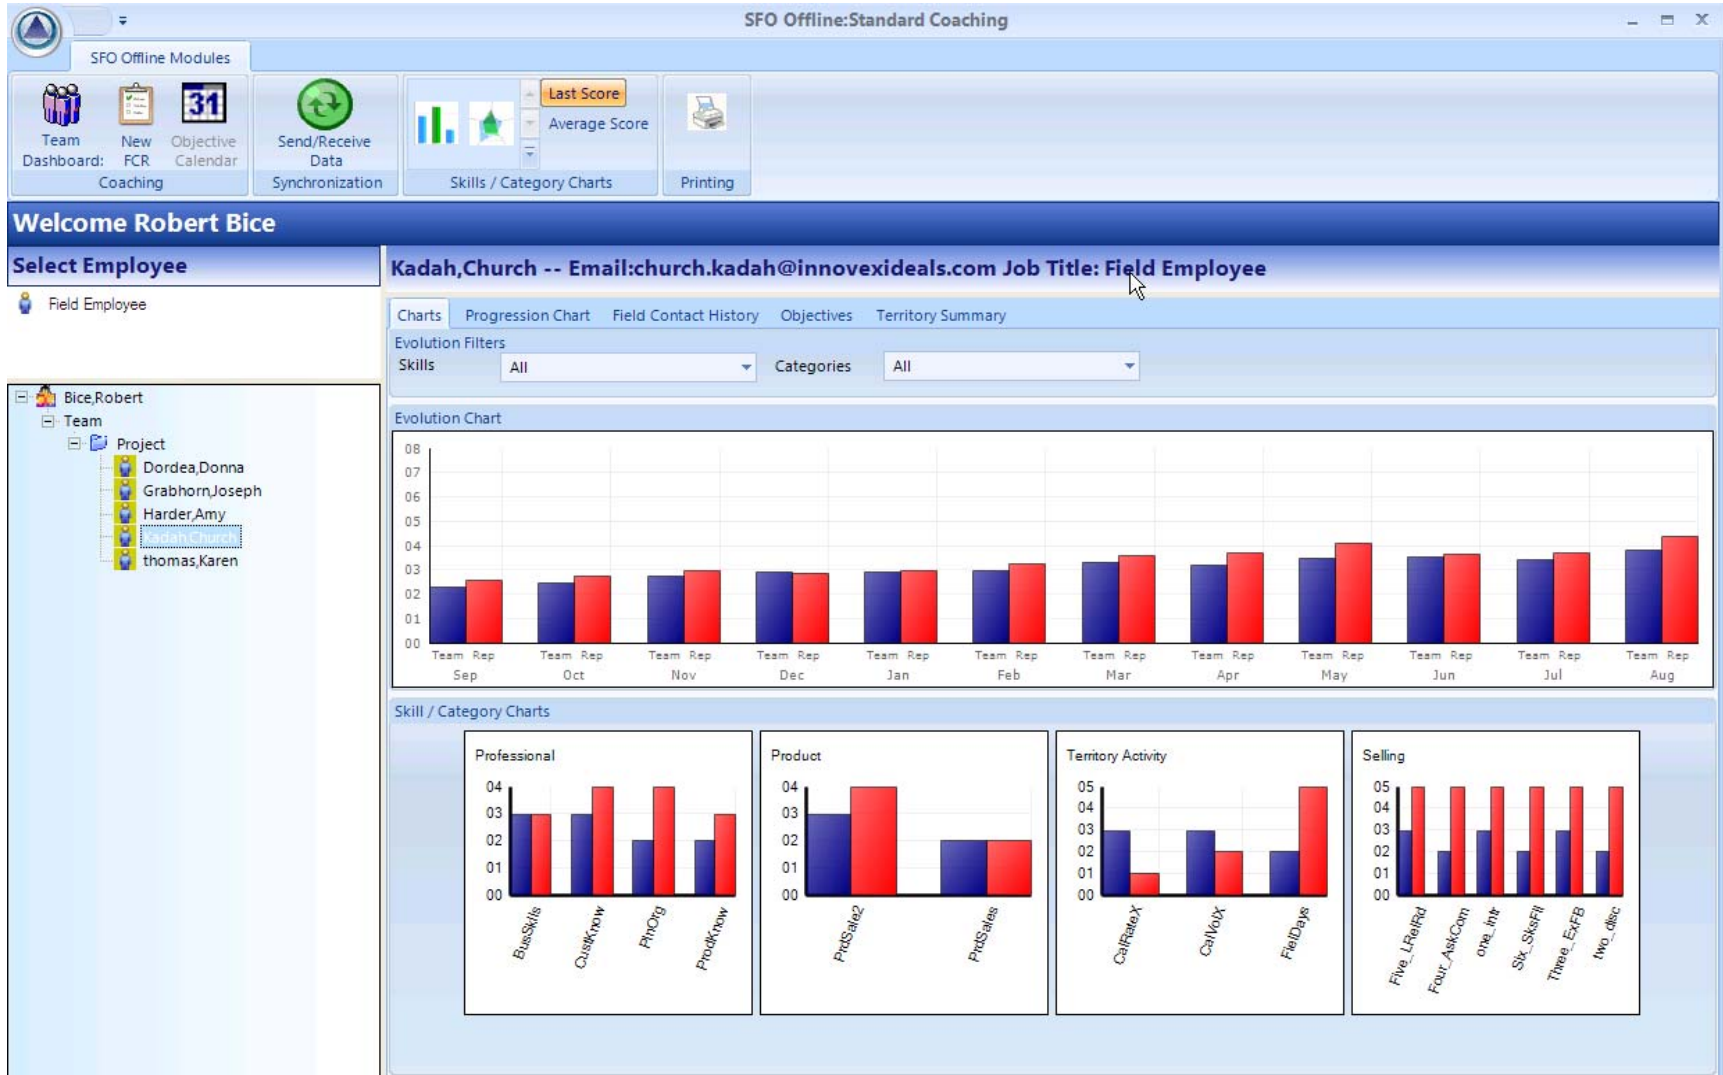 SFO Offline:Standard Coaching
SFO Offline Modules
31
Last Score
Average Score
Team Dashboard:
New FCR
Objective Calendar
Send/Receive Data
Coaching
Synchronization
Skills / Category Charts
Printing
Welcome Robert Bice
Select Employee
Kadah,Church -- Email:church.kadah@innovexideals.com Job Title: Field Employee
Field Employee
Charts Progression Chart Field Contact History Objectives Territory Summary
Evolution Filters
Skills All Categories All
Bice,Robert
Team
Project
Dordea,Donna
Grabhorn,Joseph
Harder,Amy
Kadah,Church
thomas,Karen
Evolution Chart
08
07
06
05
04
03
02
01
00
Team Rep Team Rep Team Rep Team Rep Team Rep Team Rep Team Rep Team Rep Team Rep Team Rep Team Rep Team Rep
Sep Oct Nov Dec Jan Feb Mar Apr May Jun Jul Aug
Skill / Category Charts
Professional
04
03
02
01
00
BusSkills CustKnow PlnOrg ProdKnow
Product
04
03
02
01
00
PrdSale2 PrdSales
Territory Activity
05
04
03
02
01
00
CalRateX CalVolX FielDays
Selling
05
04
03
02
01
00
Five_LRelRd Four_AskCom one_intr Six_SksFll Three_ExFB two_disc